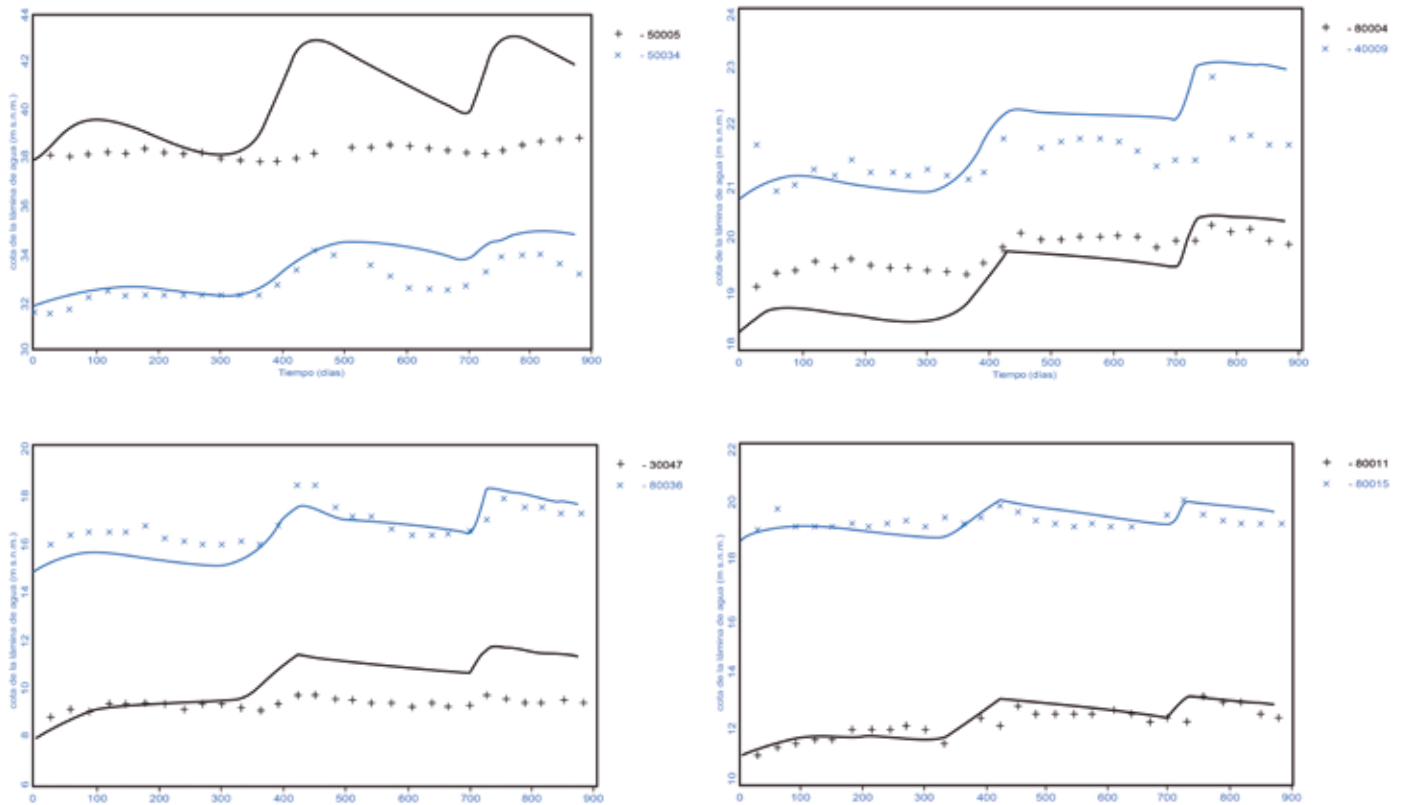 44
42
40
38
36
34
32
30
cota de la lámina de agua (m s.n.m.)
0 100 200 300 400 500 600 700 800 900
Tiempo (días)
+ - 50005
× - 50034
24
23
22
21
20
19
18
cota de la lámina de agua (m s.n.m.)
0 100 200 300 400 500 600 700 800 900
Tiempo (días)
+ - 80004
× - 40009
20
18
16
14
12
10
8
6
cota de la lámina de agua (m s.n.m.)
0 100 200 300 400 500 600 700 800 900
+ - 30047
× - 80036
22
20
18
16
14
12
10
cota de la lámina de agua (m s.n.m.)
0 100 200 300 400 500 600 700 800 900
+ - 80011
× - 80015